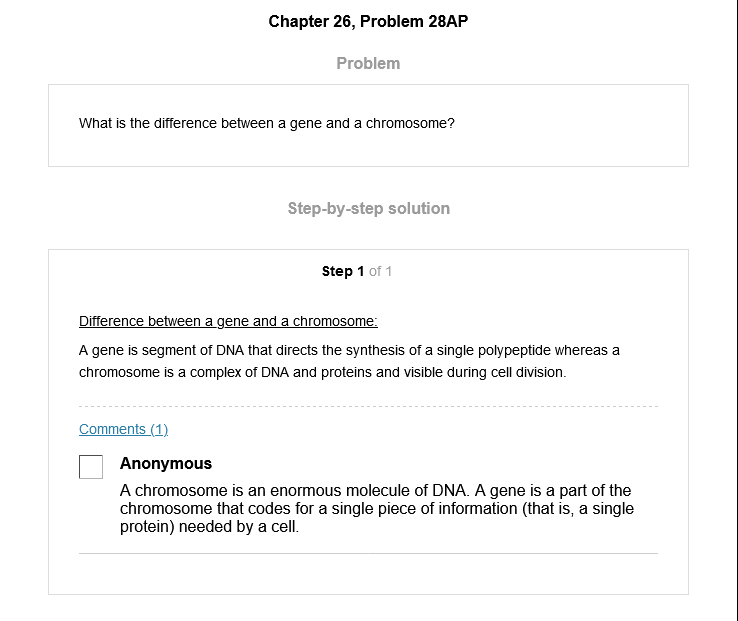 Chapter 26, Problem 28AP
Problem
What is the difference between a gene and a chromosome?
Step-by-step solution
Step 1 of 1
Difference between a gene and a chromosome:
A gene is segment of DNA that directs the synthesis of a single polypeptide whereas a
chromosome is a complex of DNA and proteins and visible during cell division.
Comments (1)
Anonymous
A chromosome is an enormous molecule of DNA. A gene is a part of the
chromosome that codes for a single piece of information (that is, a single
protein) needed by a cell.